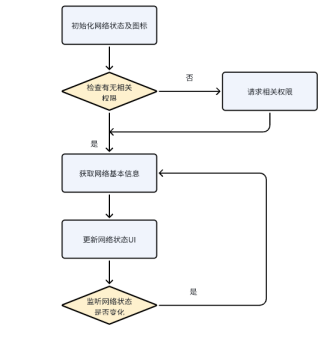 初始化网络状态及图标
检查有无相关
权限
否
请求相关权限
是
获取网络基本信息
更新网络状态UI
监听网络状态
是否变化
是